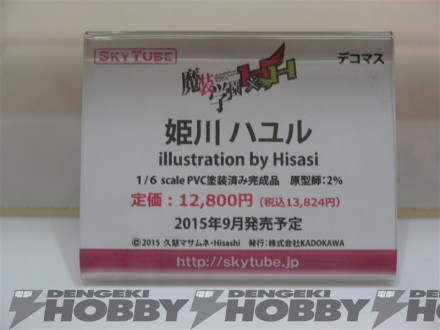 SKYTUBE
デコマス
魔装学園H×H
姫川 ハユル
illustration by Hisasi
1/6 scale PVC塗装済み完成品 原型師:2%
定価:12,800円(税込13,824円)
2015年9月発売予定
©2015 久慈マサムネ・Hisashi 発行:株式会社KADOKAWA
http://skytube.jp
DENGEKI DENGEKI
HOBBY HOBBY